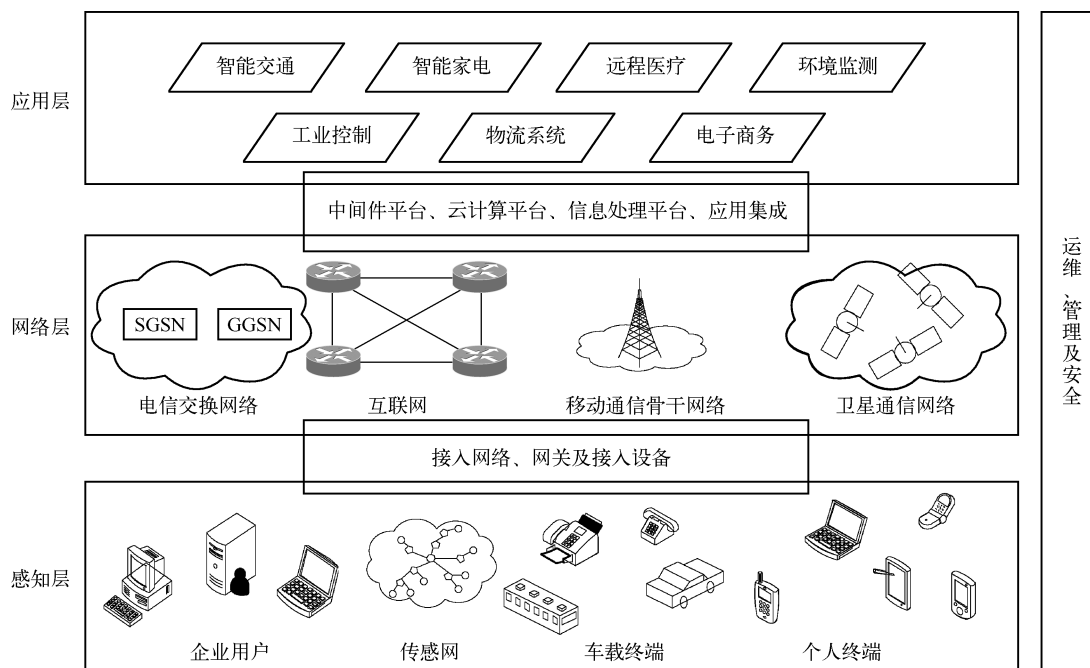 智能交通
智能家电
远程医疗
环境监测
应用层
工业控制
物流系统
电子商务
中间件平台、云计算平台、信息处理平台、应用集成
SGSN
GGSN
网络层
电信交换网络
互联网
移动通信骨干网络
卫星通信网络
接入网络、网关及接入设备
感知层
企业用户
传感网
车载终端
个人终端
运维、管理及安全